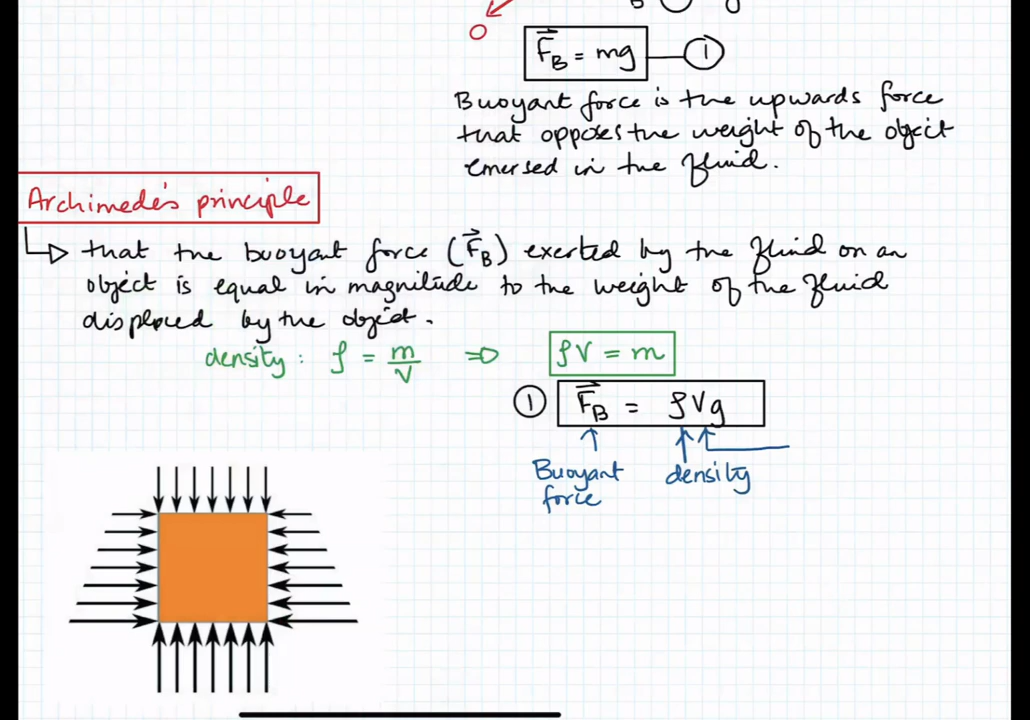 F⃗B = mg — ①
Buoyant force is the upwards force
that opposes the weight of the object
emersed in the fluid.
Archimede's principle
that the buoyant force (F⃗B) exerted by the fluid on an
object is equal in magnitude to the weight of the fluid
displaced by the object.
density: ρ = m/V ⇒ ρV = m
① F⃗B = ρVg
Buoyant density
force